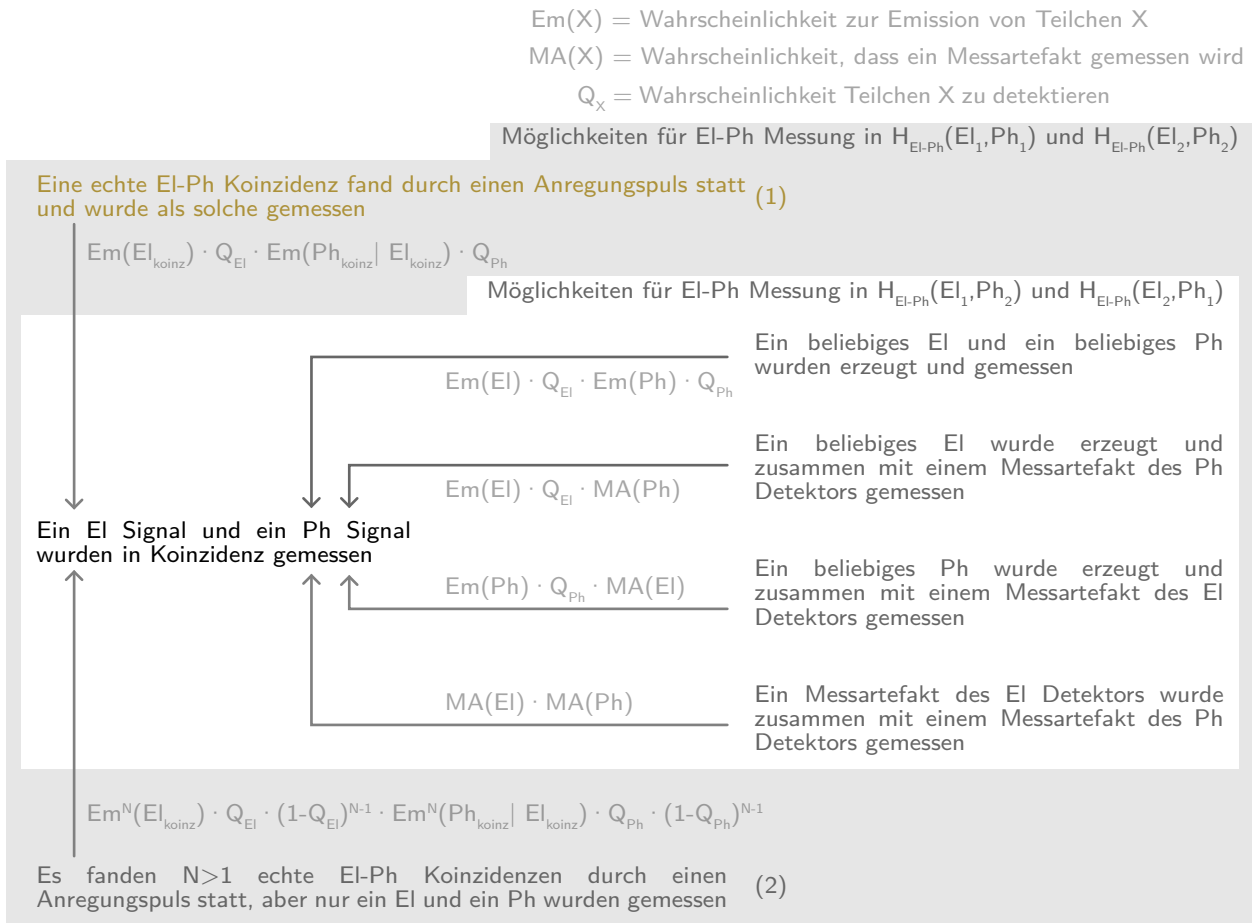 Em(X) = Wahrscheinlichkeit zur Emission von Teilchen X
MA(X) = Wahrscheinlichkeit, dass ein Messartefakt gemessen wird
Q_X = Wahrscheinlichkeit Teilchen X zu detektieren
Möglichkeiten für El-Ph Messung in H_El-Ph(El_1,Ph_1) und H_El-Ph(El_2,Ph_2)
Eine echte El-Ph Koinzidenz fand durch einen Anregungspuls statt
und wurde als solche gemessen
(1)
Em(El_koinz) · Q_El · Em(Ph_koinz| El_koinz) · Q_Ph
Möglichkeiten für El-Ph Messung in H_El-Ph(El_1,Ph_2) und H_El-Ph(El_2,Ph_1)
Ein beliebiges El und ein beliebiges Ph
wurden erzeugt und gemessen
Em(El) · Q_El · Em(Ph) · Q_Ph
Ein beliebiges El wurde erzeugt und
zusammen mit einem Messartefakt des Ph
Detektors gemessen
Em(El) · Q_El · MA(Ph)
Ein El Signal und ein Ph Signal
wurden in Koinzidenz gemessen
Ein beliebiges Ph wurde erzeugt und
zusammen mit einem Messartefakt des El
Detektors gemessen
Em(Ph) · Q_Ph · MA(El)
Ein Messartefakt des El Detektors wurde
zusammen mit einem Messartefakt des Ph
Detektors gemessen
MA(El) · MA(Ph)
Em^N(El_koinz) · Q_El · (1-Q_El)^N-1 · Em^N(Ph_koinz| El_koinz) · Q_Ph · (1-Q_Ph)^N-1
Es fanden N>1 echte El-Ph Koinzidenzen durch einen
Anregungspuls statt, aber nur ein El und ein Ph wurden gemessen
(2)